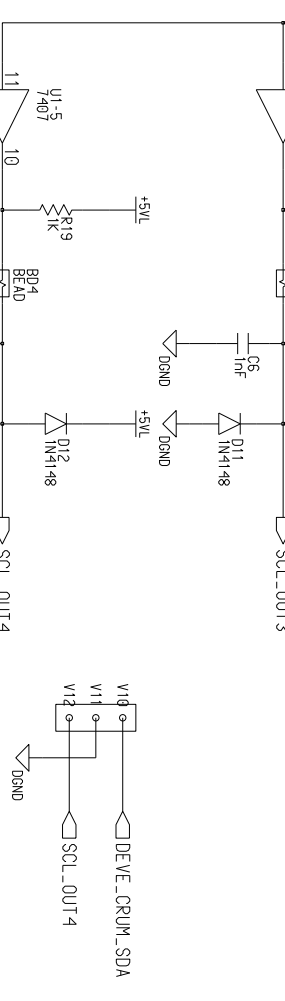 11
U1-5
7407
10
+5VL
R19
1K
BD4
BEAD
C6
1nF
DGND
+5VL
D12
1N4148
DGND
D11
1N4148
SCL_OUT4
SCL_OUT3
V12
V11
V10
DGND
SCL_OUT4
DEVE_CRUM_SDA